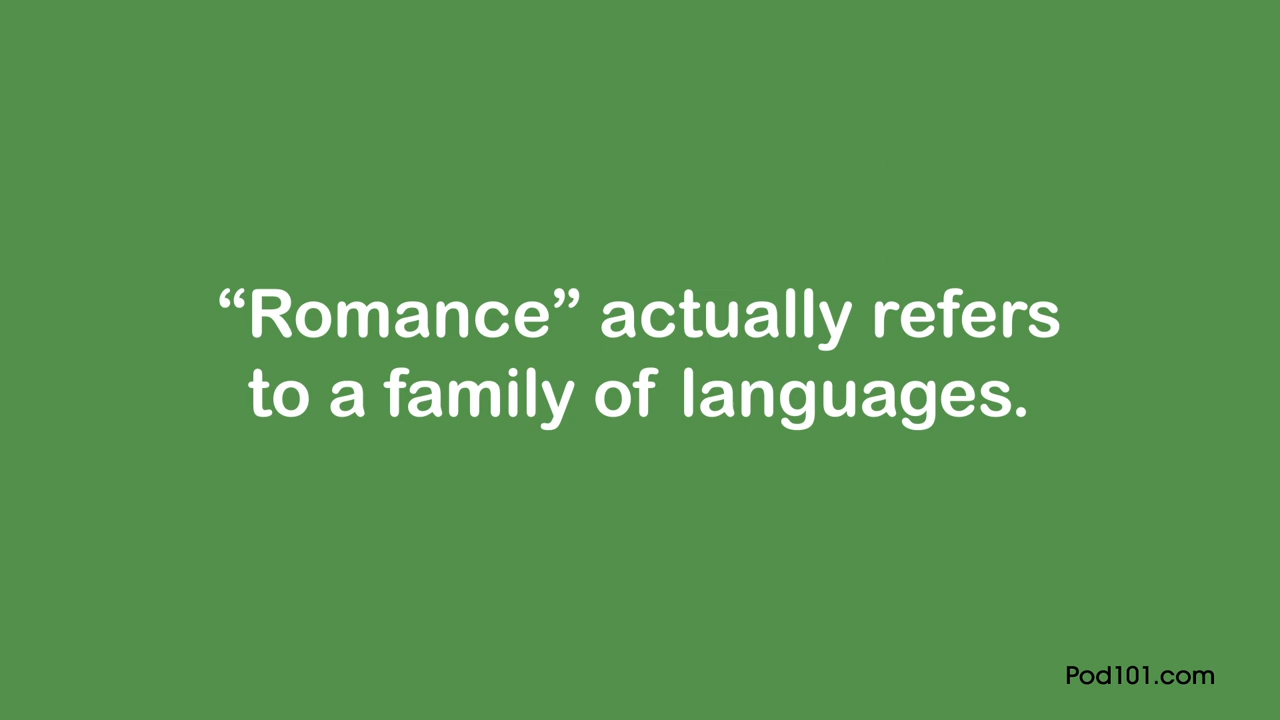 “Romance” actually refers
to a family of languages.
Pod101.com